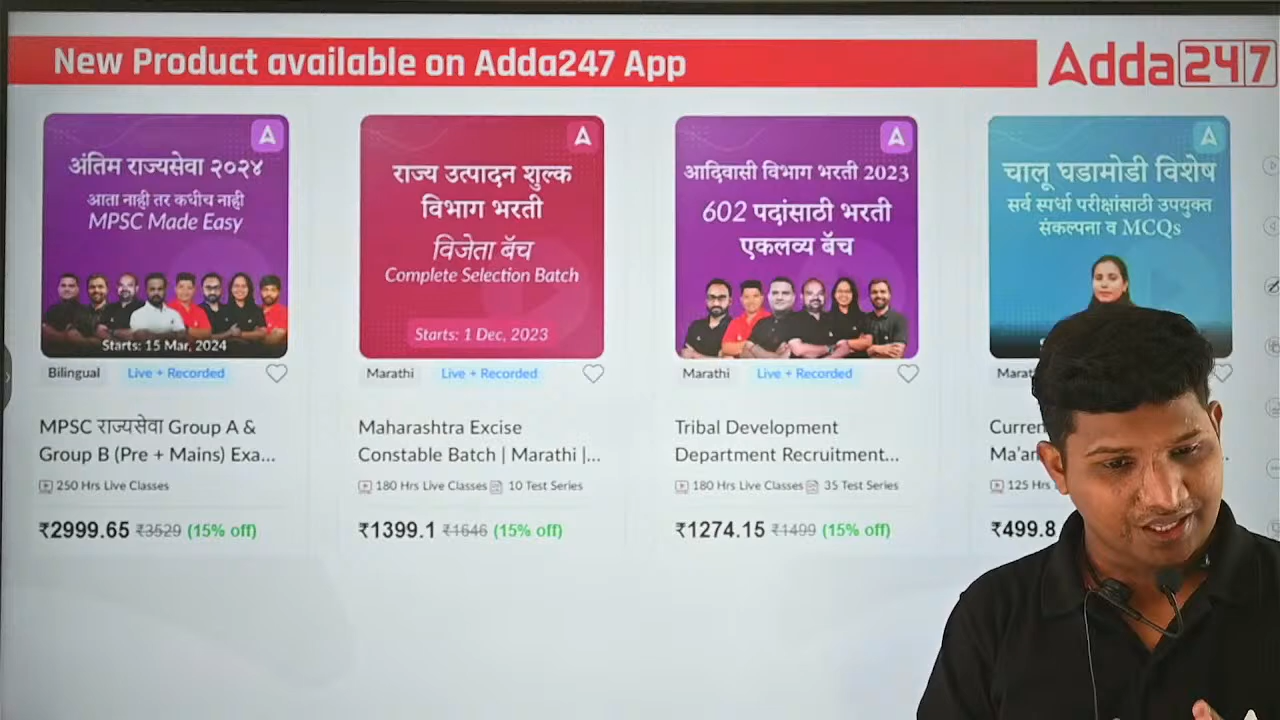 New Product available on Adda247 App
Adda247
अंतिम राज्यसेवा २०२४
आता नाही तर कधीच नाही
MPSC Made Easy
Starts: 15 Mar, 2024
Bilingual
Live + Recorded
MPSC राज्यसेवा Group A &
Group B (Pre + Mains) Exa...
250 Hrs Live Classes
₹2999.65 ₹3529 (15% off)
राज्य उत्पादन शुल्क
विभाग भरती
विजेता बॅच
Complete Selection Batch
Starts: 1 Dec, 2023
Marathi
Live + Recorded
Maharashtra Excise
Constable Batch | Marathi |...
180 Hrs Live Classes 10 Test Series
₹1399.1 ₹1646 (15% off)
आदिवासी विभाग भरती 2023
602 पदांसाठी भरती
एकलव्य बॅच
Marathi
Live + Recorded
Tribal Development
Department Recruitment...
180 Hrs Live Classes 35 Test Series
₹1274.15 ₹1499 (15% off)
चालू घडामोडी विशेष
सर्व स्पर्धा परीक्षांसाठी उपयुक्त
संकल्पना व MCQs
125 Hrs
₹499.8